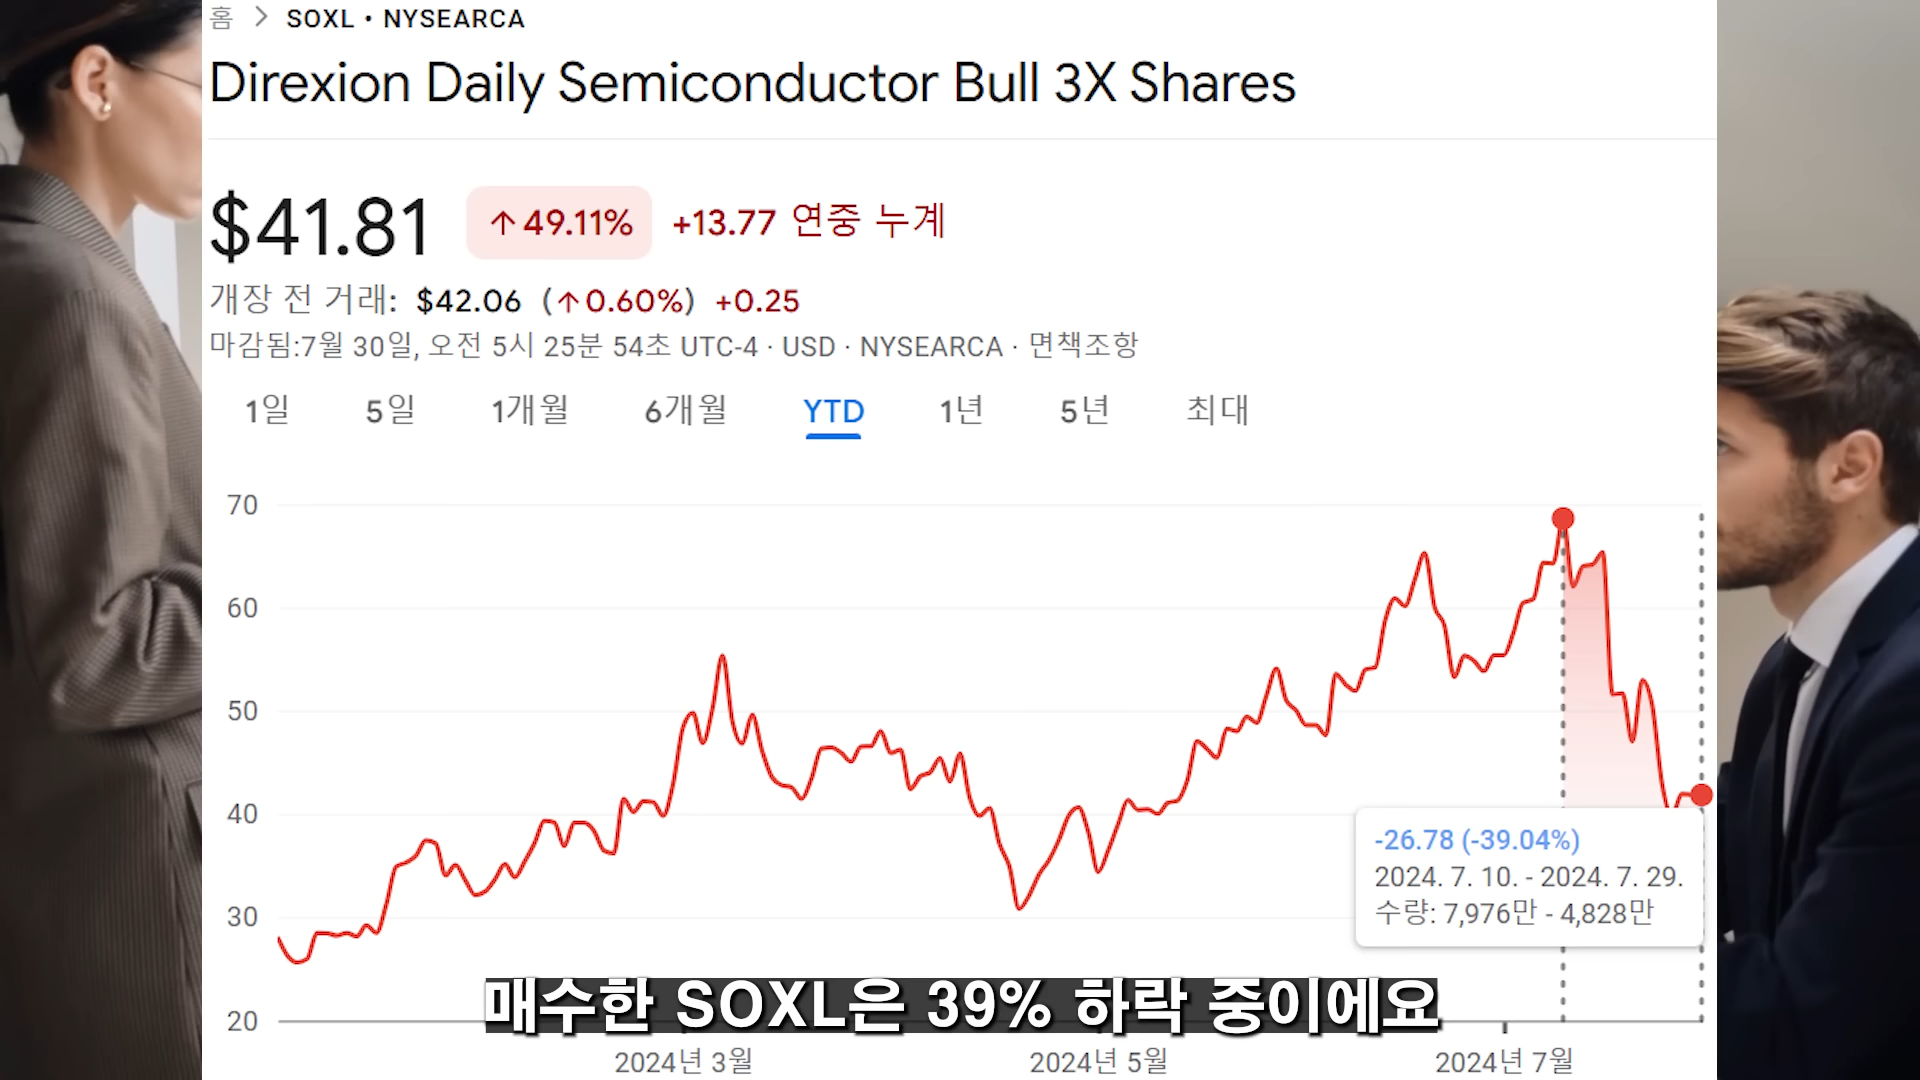 홈 > SOXL • NYSEARCA
Direxion Daily Semiconductor Bull 3X Shares
$41.81 ↑49.11% +13.77 연중 누계
개장 전 거래: $42.06 (↑0.60%) +0.25
마감됨:7월 30일, 오전 5시 25분 54초 UTC-4 · USD · NYSEARCA · 면책조항
1일 5일 1개월 6개월 YTD 1년 5년 최대
70
60
50
40
30
20
-26.78 (-39.04%)
2024. 7. 10. - 2024. 7. 29.
수량: 7,976만 - 4,828만
매수한 SOXL은 39% 하락 중이에요
2024년 3월 2024년 5월 2024년 7월